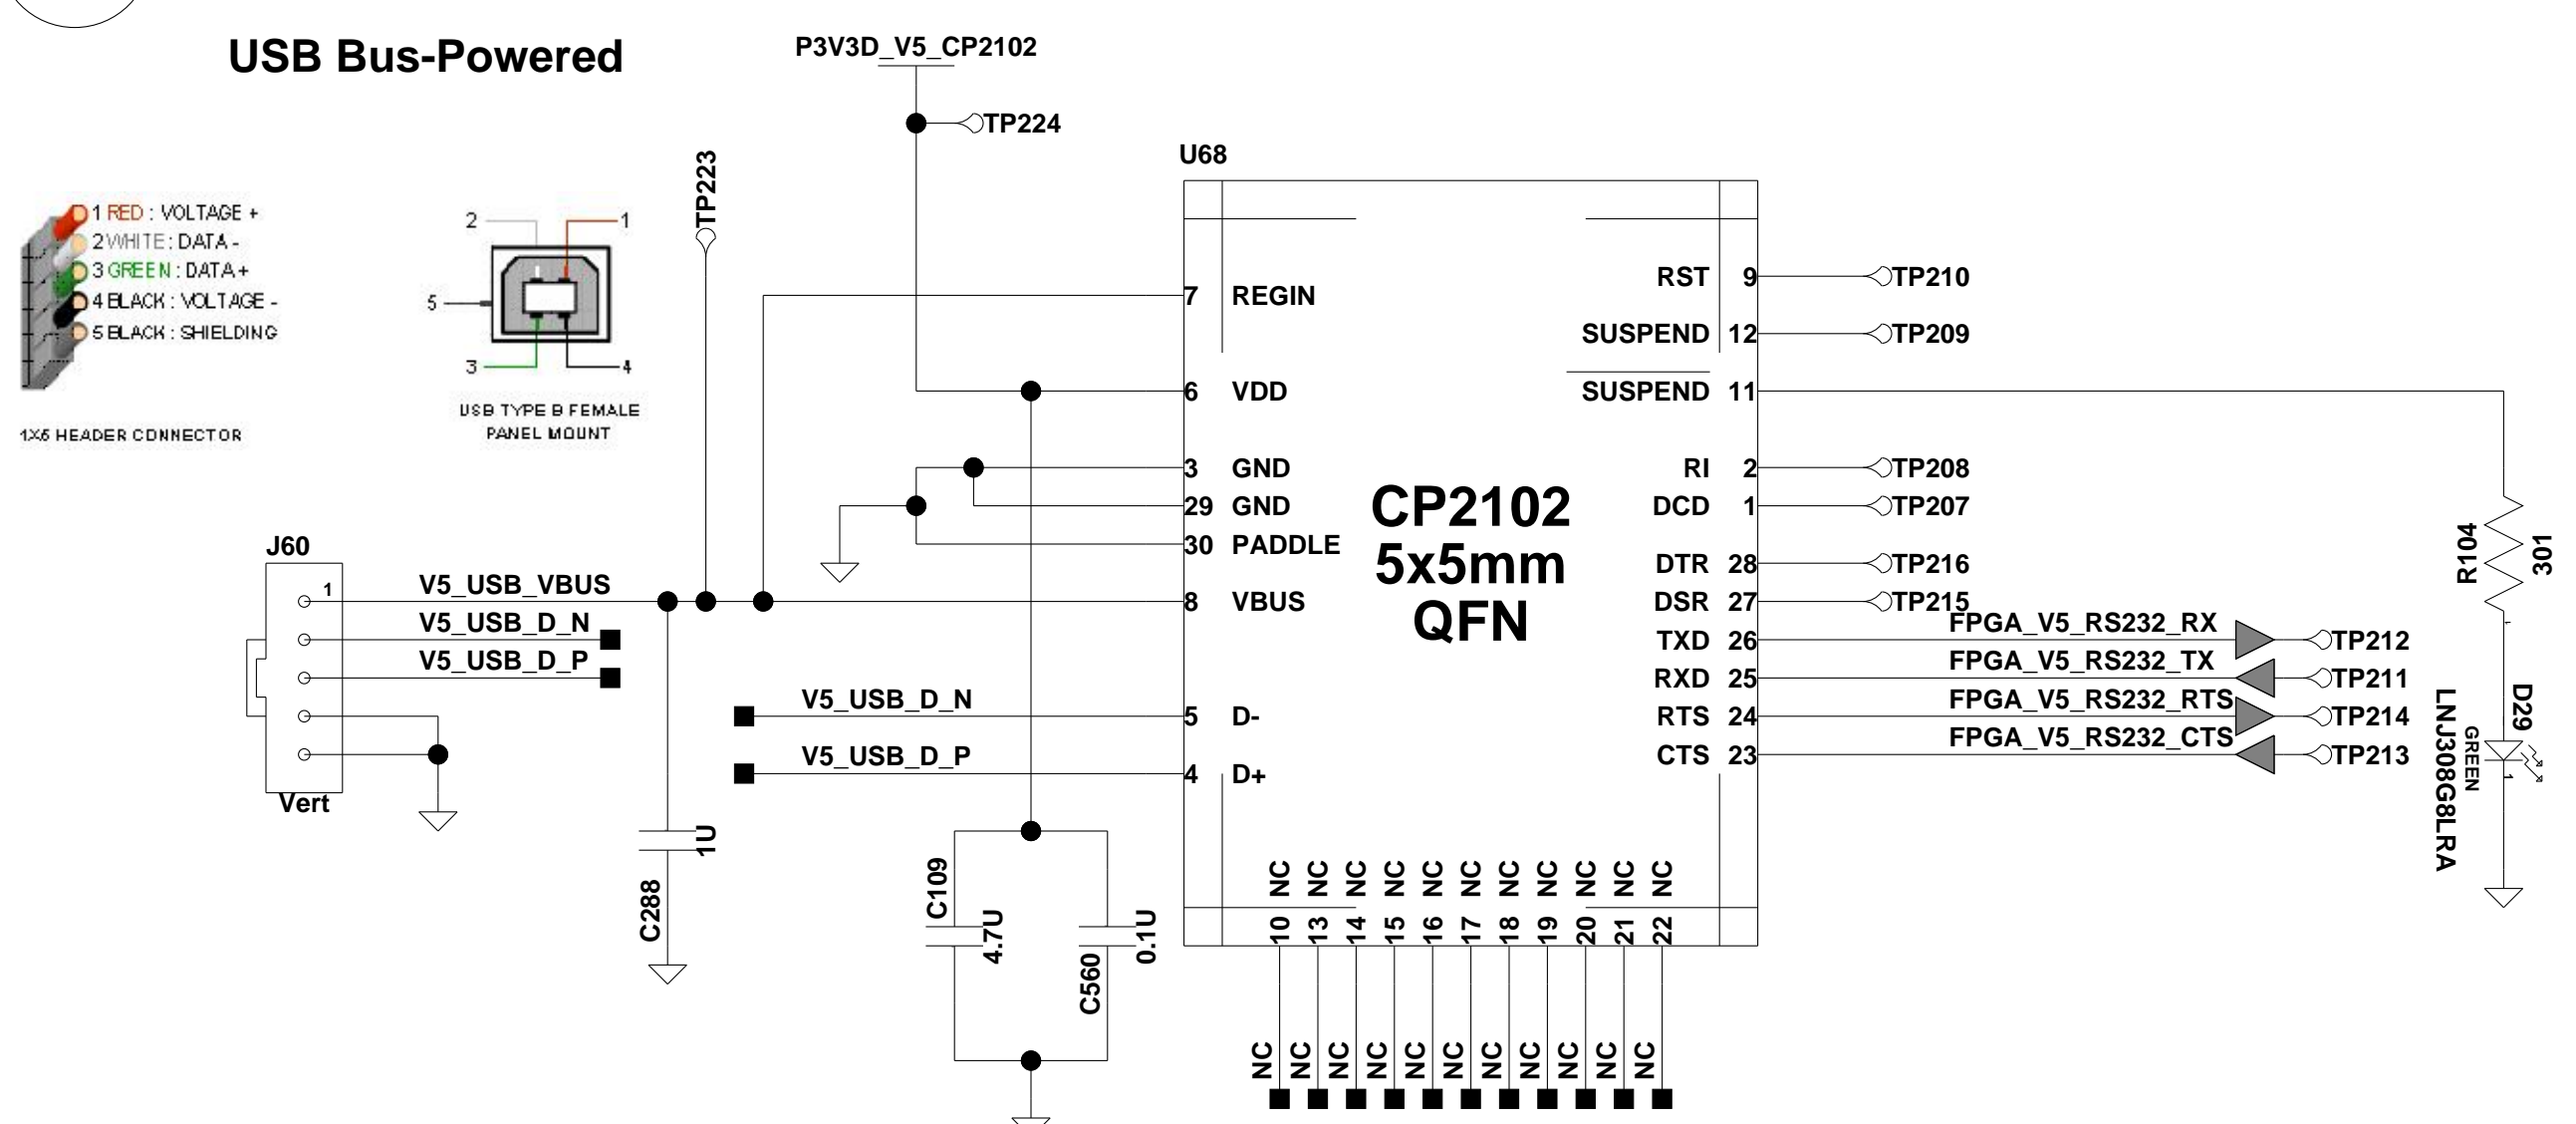 USB Bus-Powered
P3V3D_V5_CP2102
TP224
TP223
1 RED : VOLTAGE +
2 WHITE : DATA -
3 GREEN : DATA +
4 BLACK : VOLTAGE -
5 BLACK : SHIELDING
1X5 HEADER CONNECTOR
2
1
5
3
4
USB TYPE B FEMALE
PANEL MOUNT
U68
7 REGIN
6 VDD
3 GND
29 GND
30 PADDLE
8 VBUS
5 D-
4 D+
CP2102
5x5mm
QFN
RST 9 TP210
SUSPEND 12 TP209
SUSPEND 11
RI 2 TP208
DCD 1 TP207
DTR 28 TP216
DSR 27 TP215
TXD 26 FPGA_V5_RS232_RX TP212
RXD 25 FPGA_V5_RS232_TX TP211
RTS 24 FPGA_V5_RS232_RTS TP214
CTS 23 FPGA_V5_RS232_CTS TP213
R104
301
1
D29
GREEN
LNJ308G8LRA
1
J60
1
Vert
V5_USB_VBUS
V5_USB_D_N
V5_USB_D_P
V5_USB_D_N
V5_USB_D_P
1U
C288
C109
4.7U
C560
0.1U
NC NC NC NC NC NC NC NC NC NC NC
10 13 14 15 16 17 18 19 20 21 22
NC NC NC NC NC NC NC NC NC NC NC